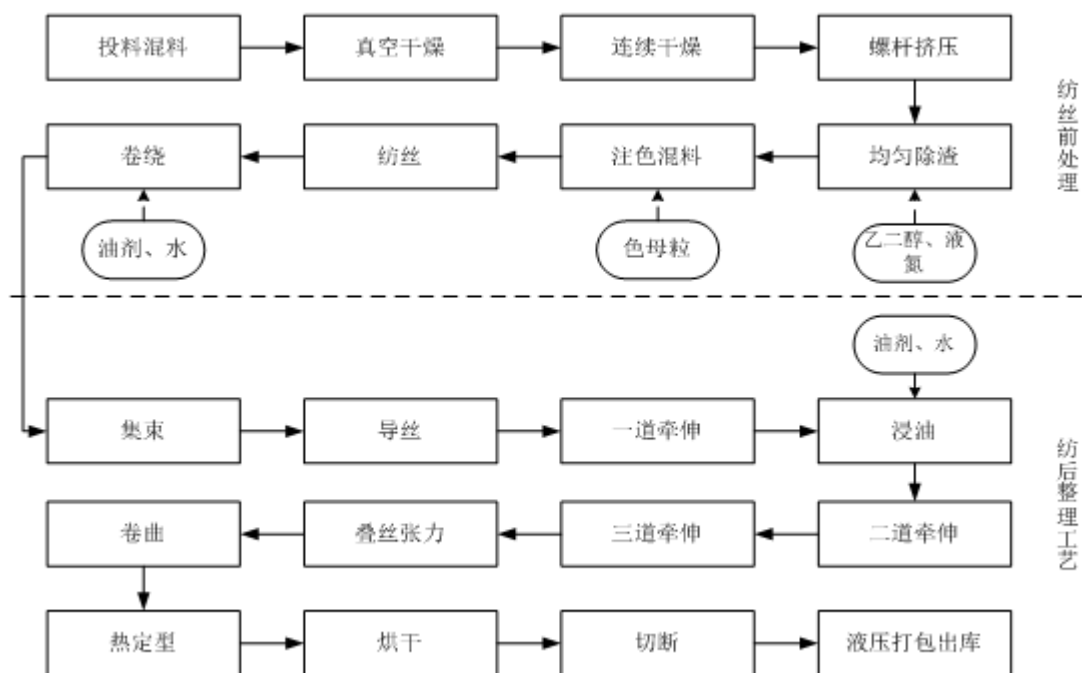 投料混料
真空干燥
连续干燥
螺杆挤压
卷绕
纺丝
注色混料
均匀除渣
油剂、水
色母粒
乙二醇、液
氮
纺丝前处理
油剂、水
集束
导丝
一道牵伸
浸油
卷曲
叠丝张力
三道牵伸
二道牵伸
热定型
烘干
切断
液压打包出库
纺后整理工艺